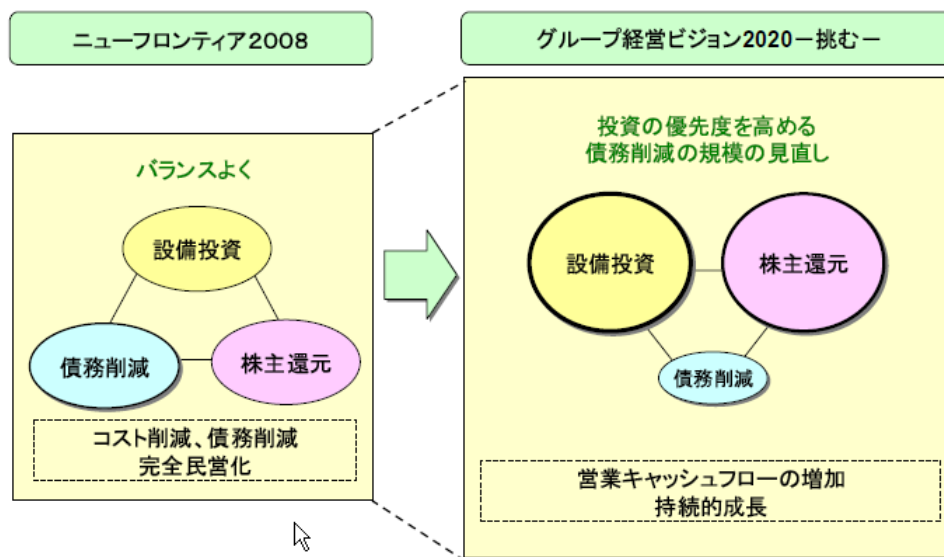 ニューフロンティア2008
グループ経営ビジョン2020－挑む－
バランスよく
設備投資
債務削減
株主還元
コスト削減、債務削減
完全民営化
投資の優先度を高める
債務削減の規模の見直し
設備投資
株主還元
債務削減
営業キャッシュフローの増加
持続的成長